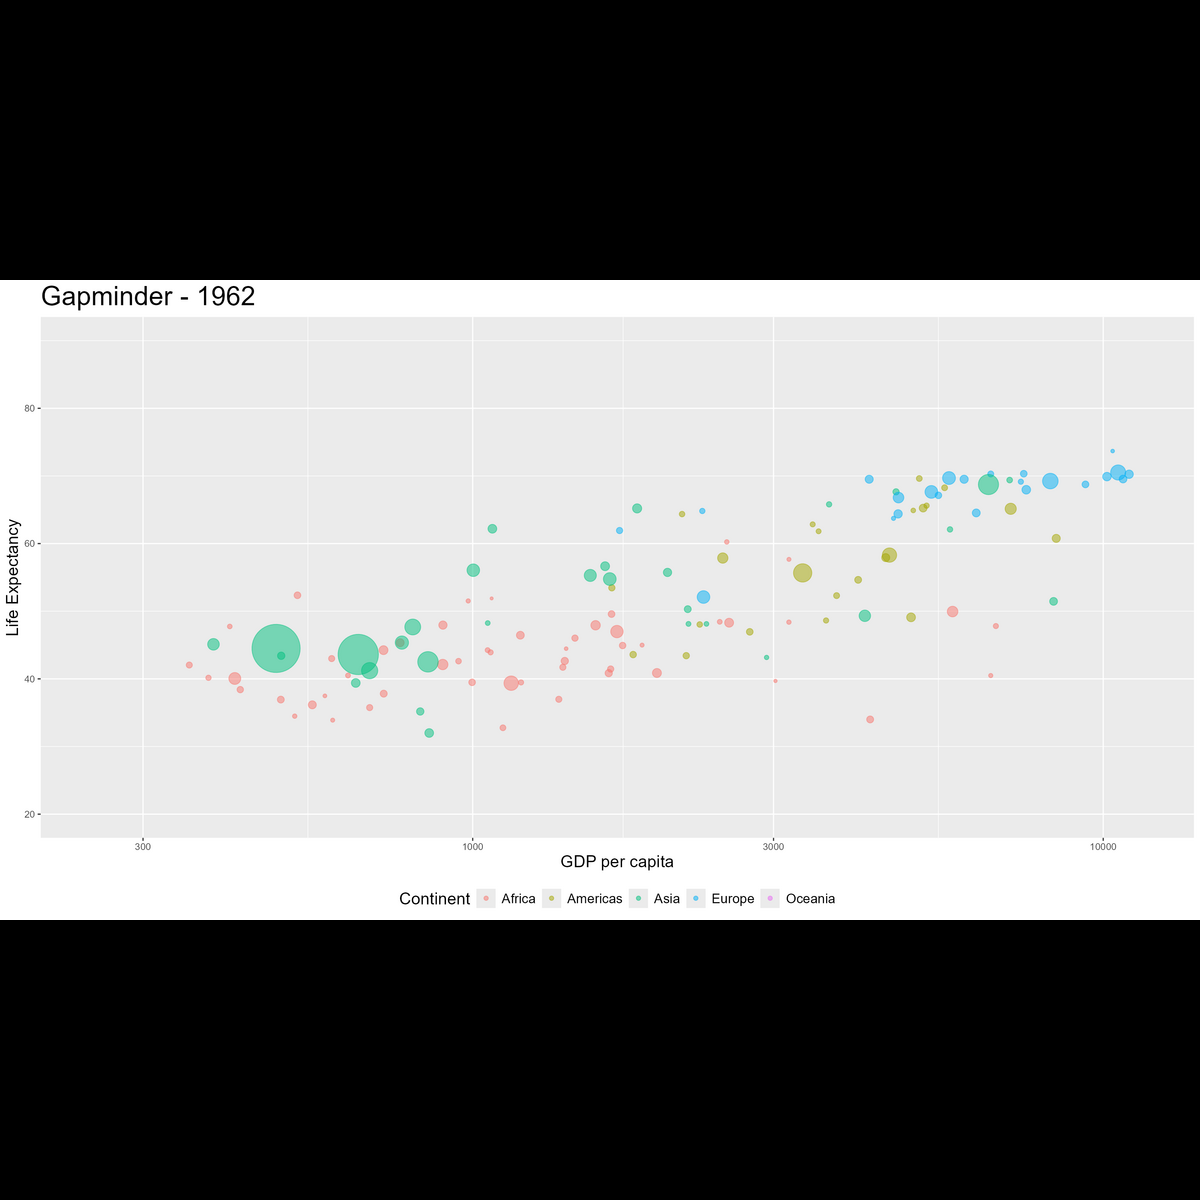 Gapminder - 1962
80
60
40
20
Life Expectancy
300 1000 3000 10000
GDP per capita
Continent Africa Americas Asia Europe Oceania